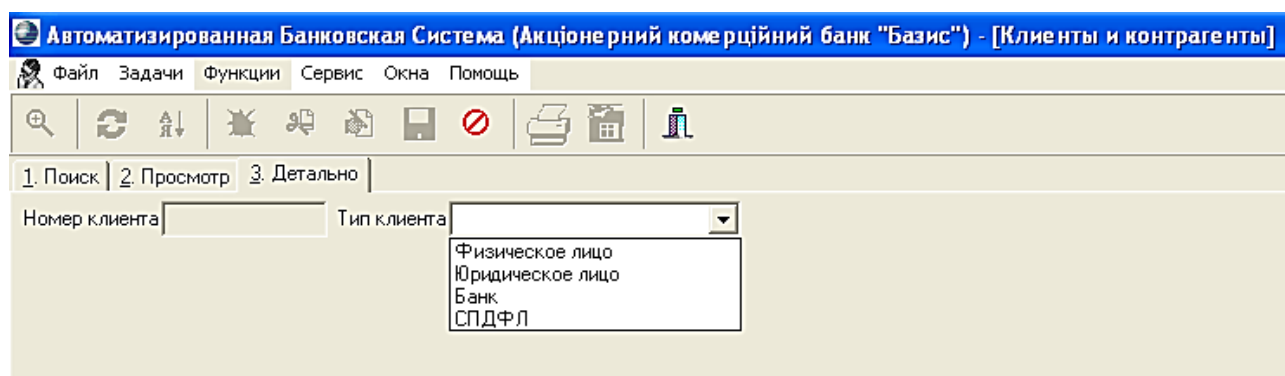 Автоматизированная Банковская Система (Акціонерний комерційний банк "Базис") - [Клиенты и контрагенты]
Файл Задачи Функции Сервис Окна Помощь
1. Поиск 2. Просмотр 3. Детально
Номер клиента Тип клиента
Физическое лицо
Юридическое лицо
Банк
СПДФЛ